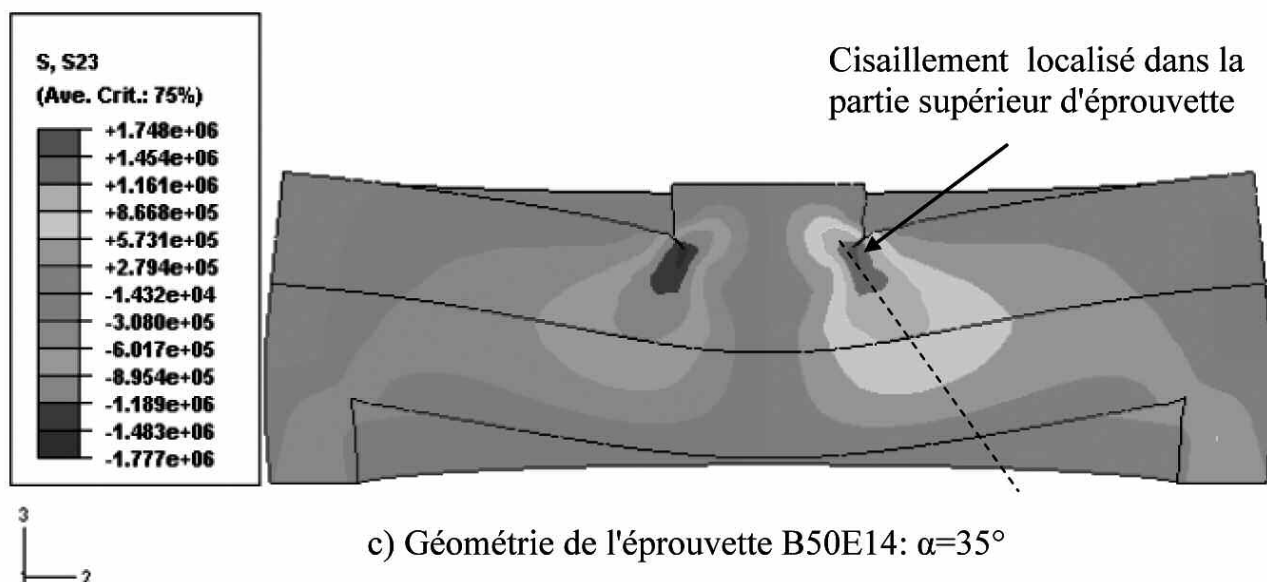 S, S23
(Ave. Crit.: 75%)
+1.748e+06
+1.454e+06
+1.161e+06
+8.668e+05
+5.731e+05
+2.794e+05
-1.432e+04
-3.080e+05
-6.017e+05
-8.954e+05
-1.189e+06
-1.483e+06
-1.777e+06
Cisaillement localisé dans la
partie supérieur d'éprouvette
3
1
2
c) Géométrie de l'éprouvette B50E14: α=35°